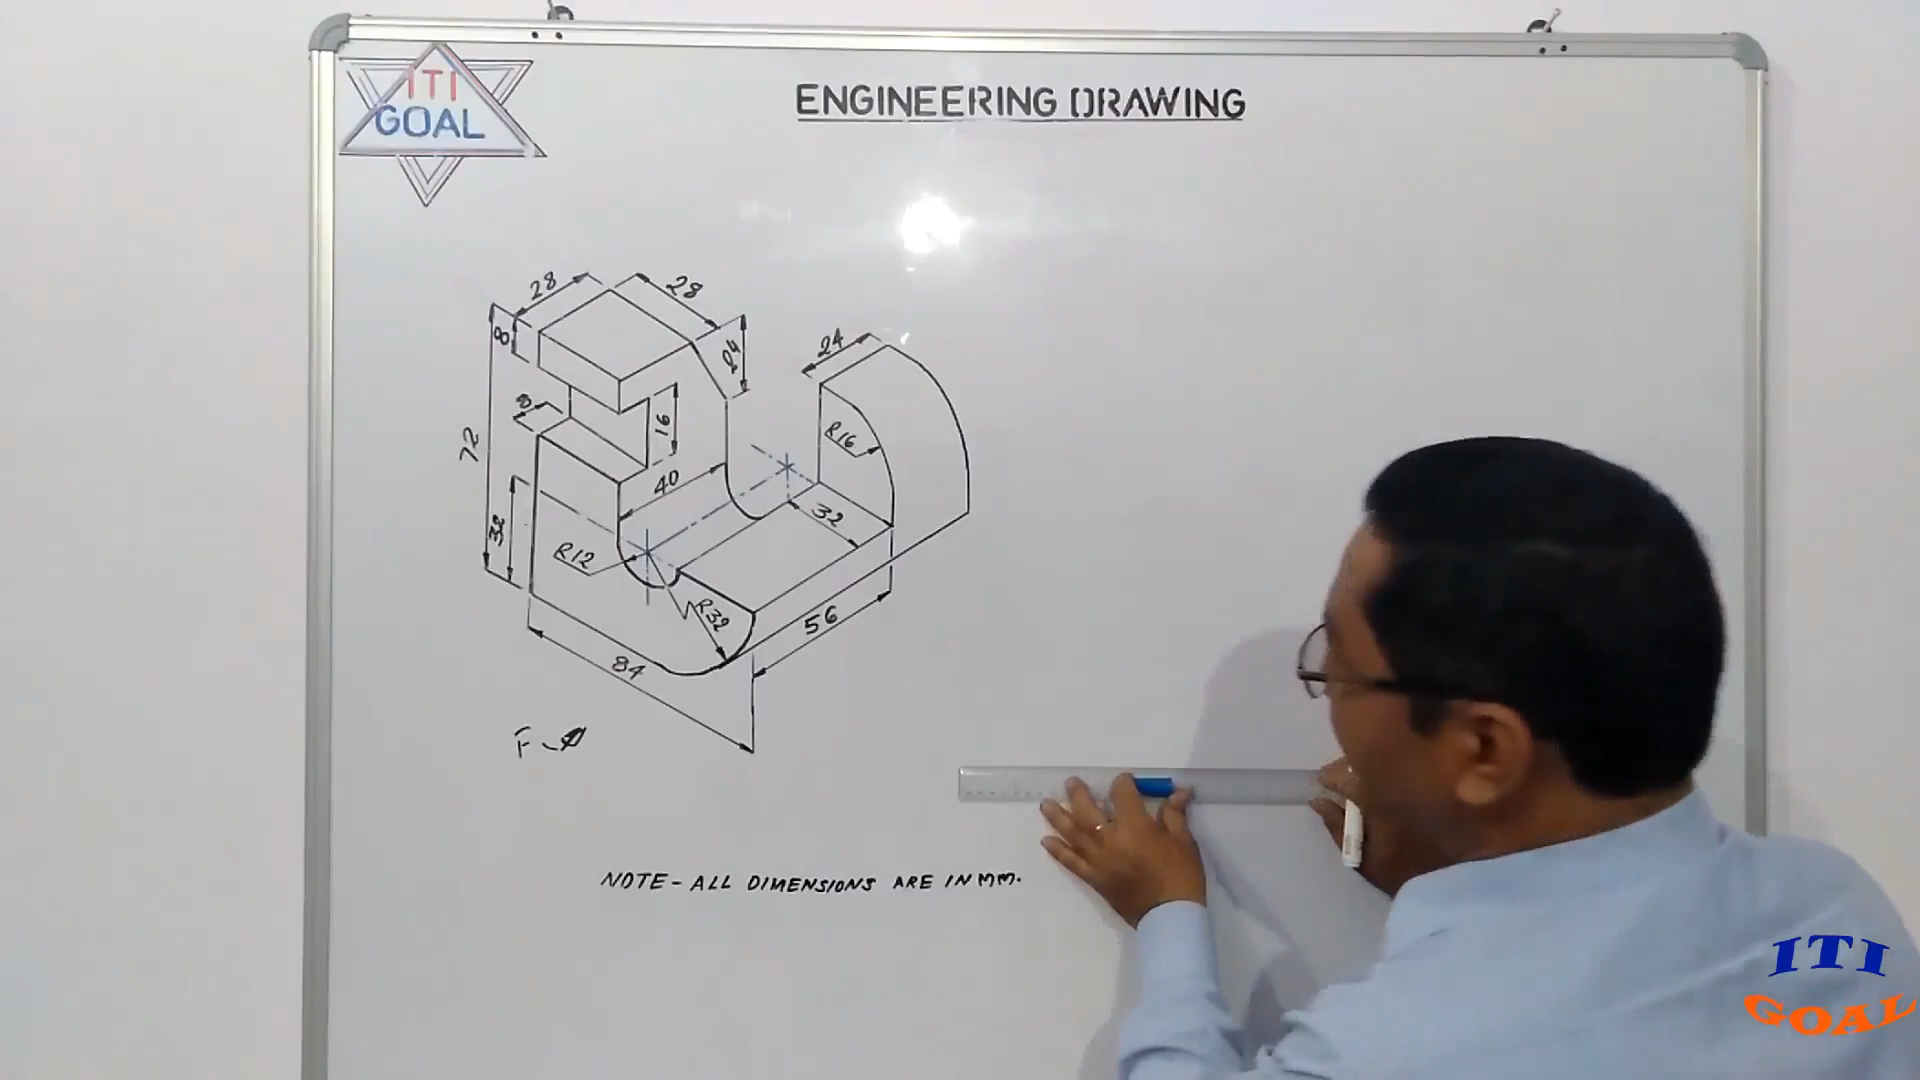 ITI
GOAL
ENGINEERING DRAWING
28
28
8
24
24
8
16
R16
72
40
32
32
R12
R32
56
84
F
NOTE - ALL DIMENSIONS ARE IN MM.
ITI
GOAL